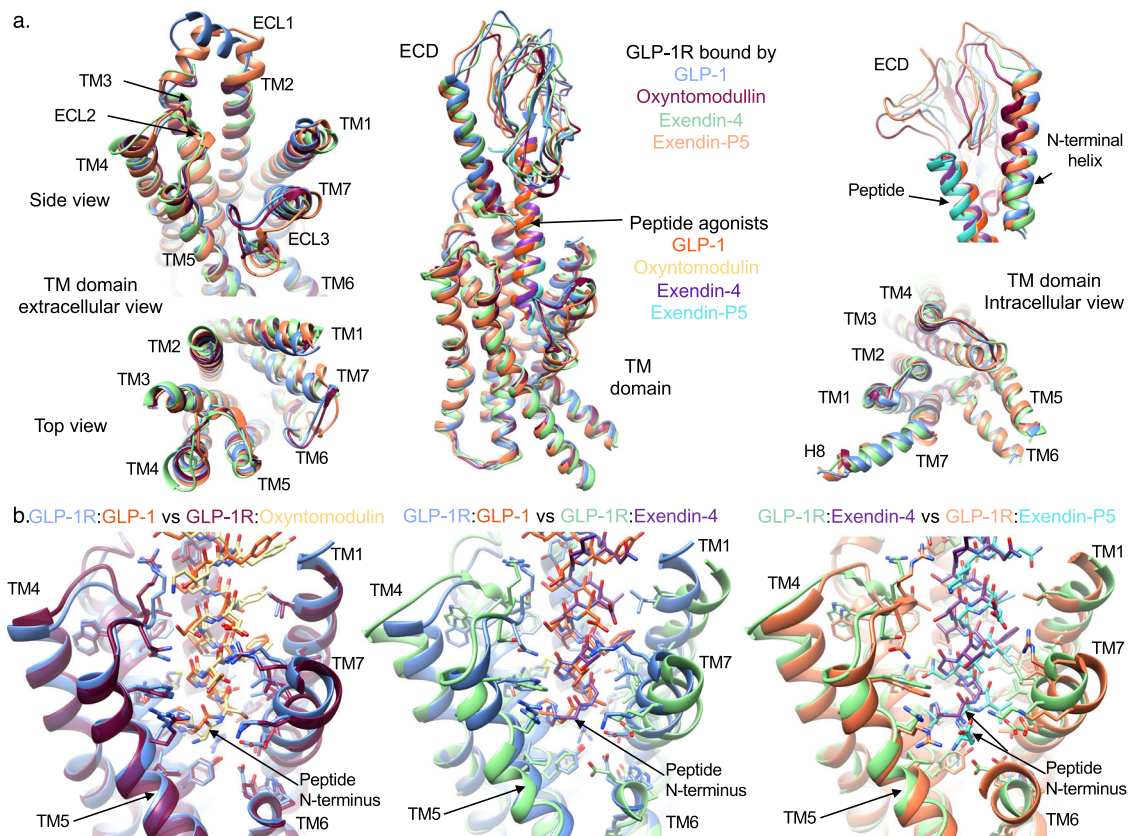 a.
ECL1
TM3
TM2
ECL2
TM1
TM4
TM7
Side view
ECL3
TM5
TM6
TM domain
extracellular view
TM2
TM1
TM3
TM7
Top view
TM6
TM4
TM5
ECD
GLP-1R bound by
GLP-1
Oxyntomodullin
Exendin-4
Exendin-P5
Peptide agonists
GLP-1
Oxyntomodulin
Exendin-4
Exendin-P5
TM
domain
ECD
N-terminal
helix
Peptide
TM domain
Intracellular view
TM4
TM3
TM2
TM1
TM5
H8
TM7
TM6
b.
GLP-1R:GLP-1 vs GLP-1R:Oxyntomodulin
TM4
TM1
TM7
Peptide
N-terminus
TM5
TM6
GLP-1R:GLP-1 vs GLP-1R:Exendin-4
TM1
TM4
TM7
Peptide
N-terminus
TM5
TM6
GLP-1R:Exendin-4 vs GLP-1R:Exendin-P5
TM1
TM4
TM7
Peptide
N-terminus
TM5
TM6